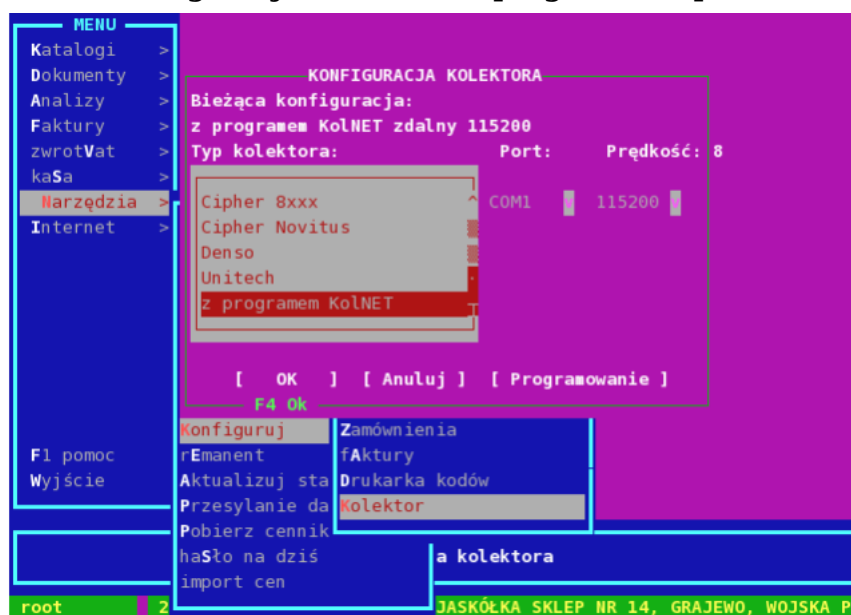 MENU
Katalogi >
Dokumenty >
Analizy >
Faktury >
zwrotVat >
kaSa >
Narzędzia >
Internet >
F1 pomoc
Wyjście
KONFIGURACJA KOLEKTORA
Bieżąca konfiguracja:
z programem KolNET zdalny 115200
Typ kolektora: Port: Prędkość: 8
Cipher 8xxx ^ COM1 v 115200 v
Cipher Novitus
Denso
Unitech
z programem KolNET
[ OK ] [ Anuluj ] [ Programowanie ]
F4 Ok
Konfiguruj
rEmanent
Aktualizuj sta
Przesylanie da
Pobierz cennik
haSło na dziś
import cen
Zamównienia
fAktury
Drukarka kodów
Kolektor
a kolektora
root 2 JASKÓŁKA SKLEP NR 14, GRAJEWO, WOJSKA P